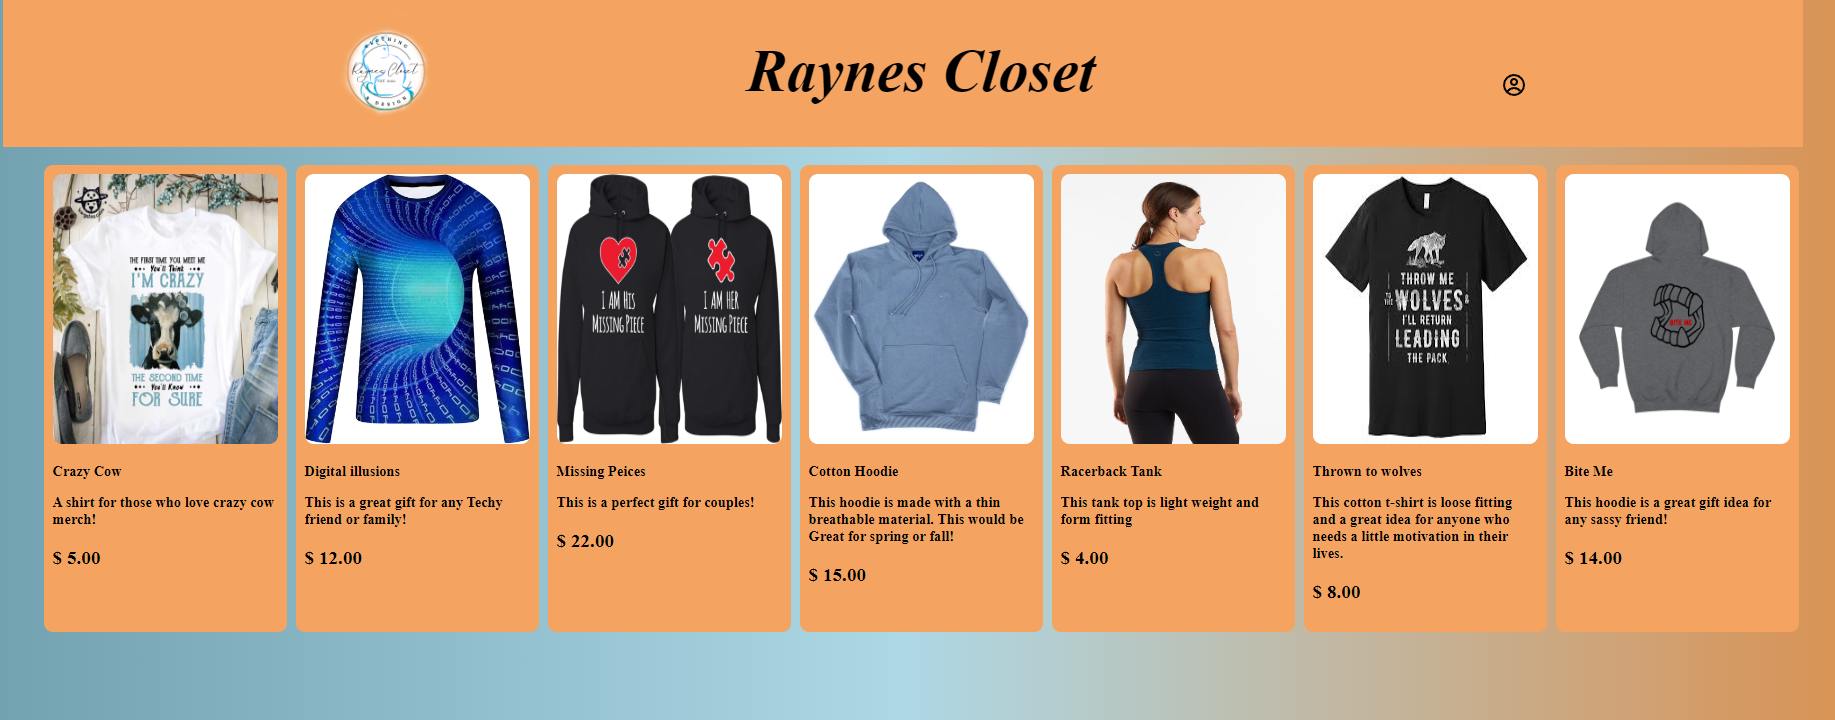 CLOTHING
Raynes Closet
& DESIGN
Raynes Closet
THE FIRST TIME YOU MEET ME
You'll Think
I'M CRAZY
THE SECOND TIME
You'll Know
FOR SURE
I AM HIS
MISSING PIECE
I AM HER
MISSING PIECE
THROW ME
TO THE WOLVES &
I'LL RETURN
LEADING
THE PACK.
BITE ME
Crazy Cow
A shirt for those who love crazy cow
merch!
$ 5.00
Digital illusions
This is a great gift for any Techy
friend or family!
$ 12.00
Missing Peices
This is a perfect gift for couples!
$ 22.00
Cotton Hoodie
This hoodie is made with a thin
breathable material. This would be
Great for spring or fall!
$ 15.00
Racerback Tank
This tank top is light weight and
form fitting
$ 4.00
Thrown to wolves
This cotton t-shirt is loose fitting
and a great idea for anyone who
needs a little motivation in their
lives.
$ 8.00
Bite Me
This hoodie is a great gift idea for
any sassy friend!
$ 14.00